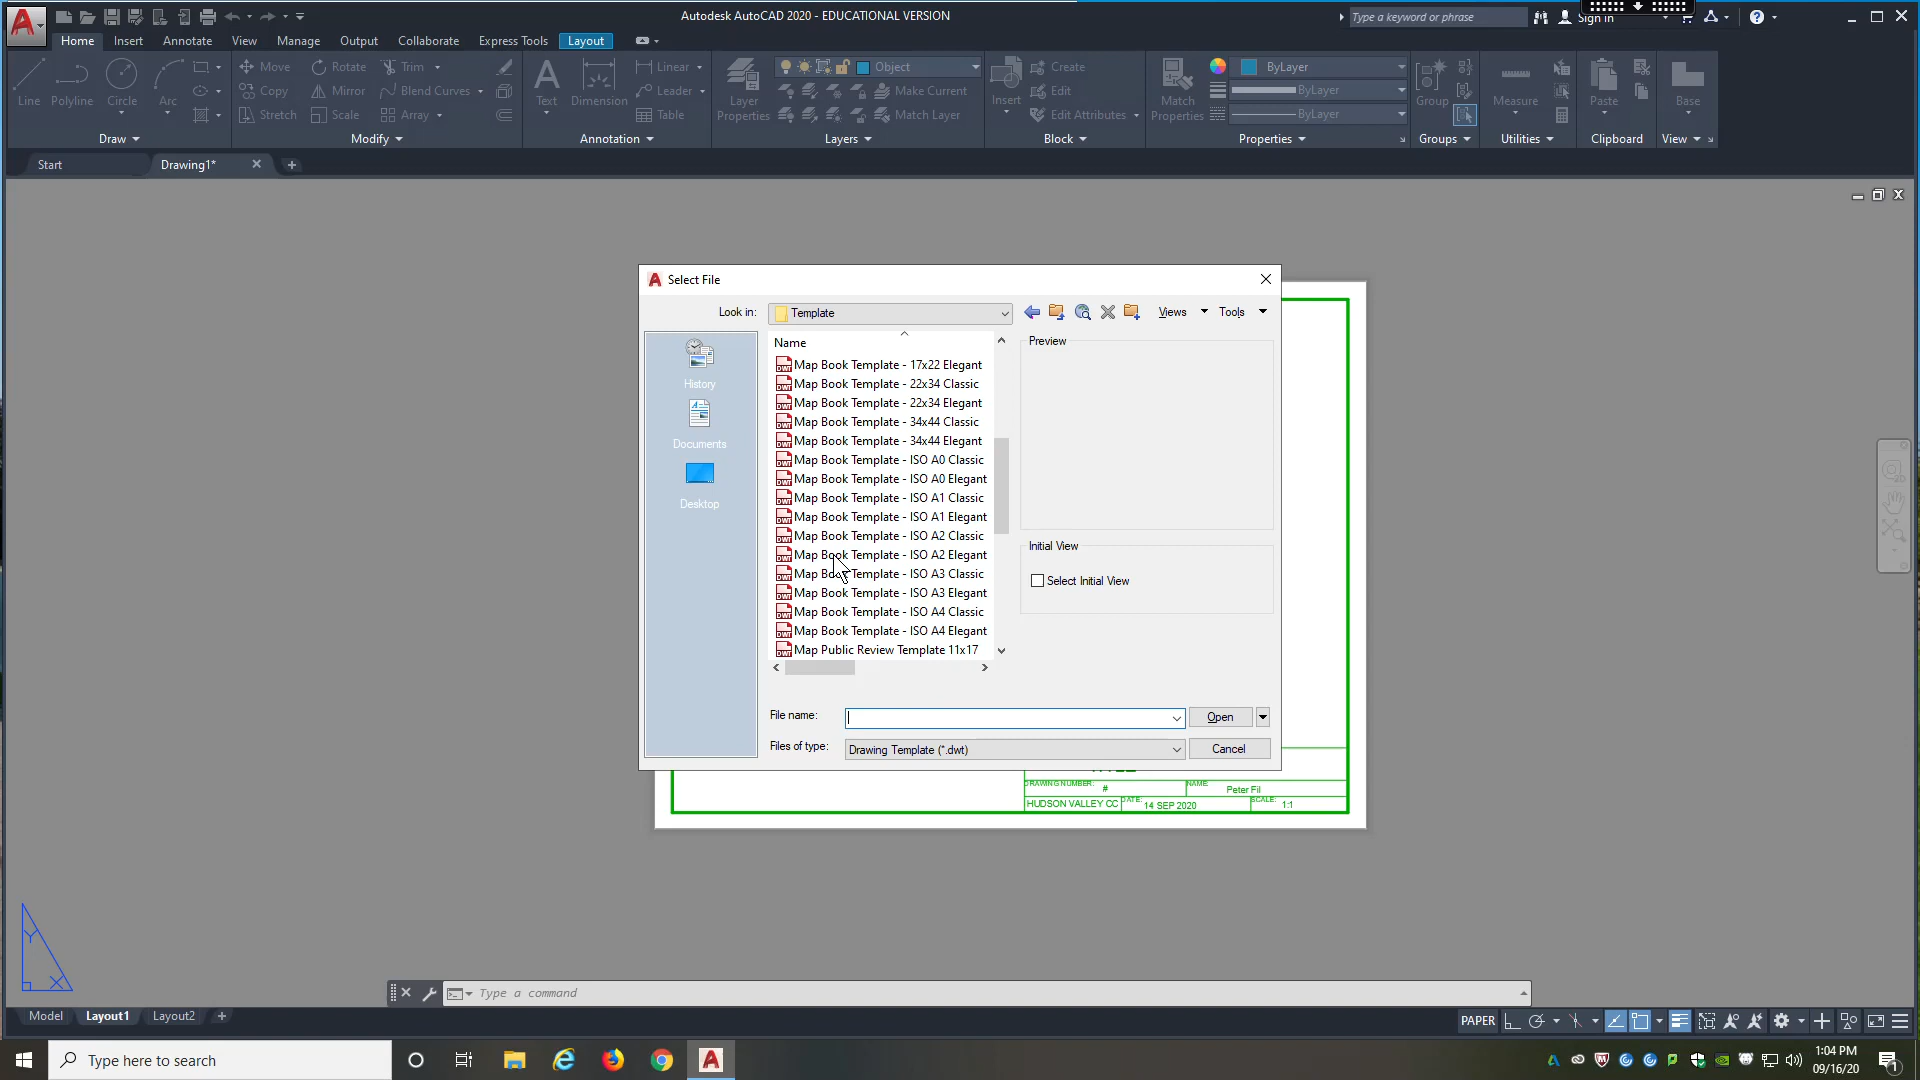 Autodesk AutoCAD 2020 - EDUCATIONAL VERSION
Type a keyword or phrase
Sign In
Home Insert Annotate View Manage Output Collaborate Express Tools Layout
Line Polyline Circle Arc
Move Rotate Trim
Copy Mirror Blend Curves
Stretch Scale Array
Text Dimension
Linear
Leader
Table
Layer Properties
Object
Make Current
Match Layer
Insert
Create
Edit
Edit Attributes
Match Properties
ByLayer
ByLayer
ByLayer
Group
Measure
Paste
Base
Draw Modify Annotation Layers Block Properties Groups Utilities Clipboard View
Start Drawing1*
Select File
Look in: Template
Views Tools
History
Documents
Desktop
Name
Map Book Template - 17x22 Elegant
Map Book Template - 22x34 Classic
Map Book Template - 22x34 Elegant
Map Book Template - 34x44 Classic
Map Book Template - 34x44 Elegant
Map Book Template - ISO A0 Classic
Map Book Template - ISO A0 Elegant
Map Book Template - ISO A1 Classic
Map Book Template - ISO A1 Elegant
Map Book Template - ISO A2 Classic
Map Book Template - ISO A2 Elegant
Map Book Template - ISO A3 Classic
Map Book Template - ISO A3 Elegant
Map Book Template - ISO A4 Classic
Map Book Template - ISO A4 Elegant
Map Public Review Template 11x17
Preview
Initial View
Select Initial View
File name: Open
Files of type: Drawing Template (*.dwt) Cancel
DRAWING NUMBER: # NAME: Peter Fil
HUDSON VALLEY CC DATE: 14 SEP 2020 SCALE: 1:1
Y
X
Type a command
Model Layout1 Layout2
PAPER
Type here to search
1:04 PM
09/16/20
1